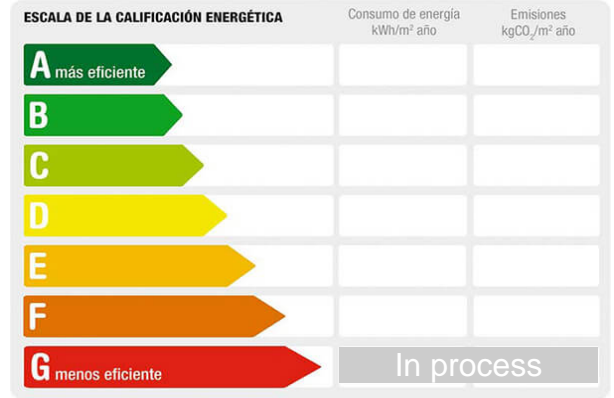 ESCALA DE LA CALIFICACIÓN ENERGÉTICA
Consumo de energía
kWh/m² año
Emisiones
kgCO₂/m² año
A más eficiente
B
C
D
E
F
G menos eficiente
In process